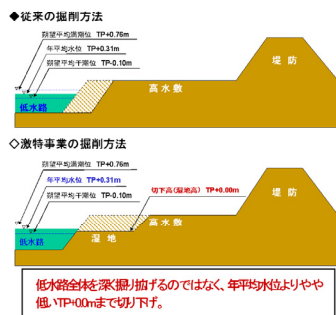 ◆従来の掘削方法
朔望平均満潮位 TP+0.76m
年平均水位 TP+0.31m
朔望平均干潮位 TP-0.10m
低水路
高水敷
堤防
◇激特事業の掘削方法
朔望平均満潮位 TP+0.76m
年平均水位 TP+0.31m
朔望平均干潮位 TP-0.10m
切下高(湿地高) TP+0.00m
低水路
湿地
高水敷
堤防
低水路全体を深く掘り拡げるのではなく、年平均水位よりやや
低いTP+0.0mまで切り下げ。